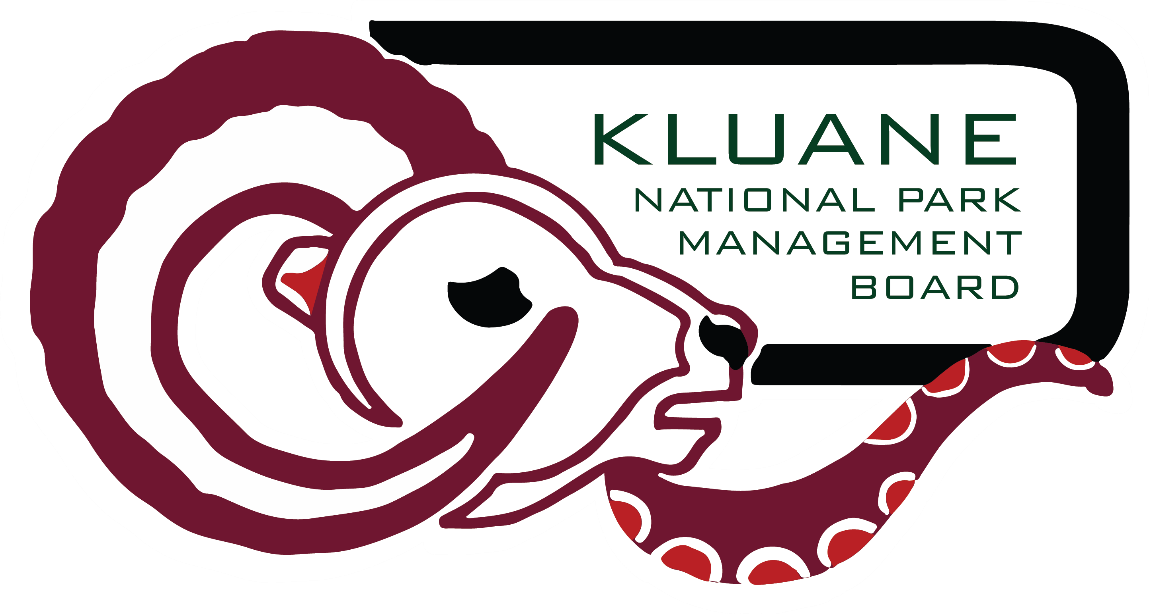 KLUANE
NATIONAL PARK
MANAGEMENT
BOARD